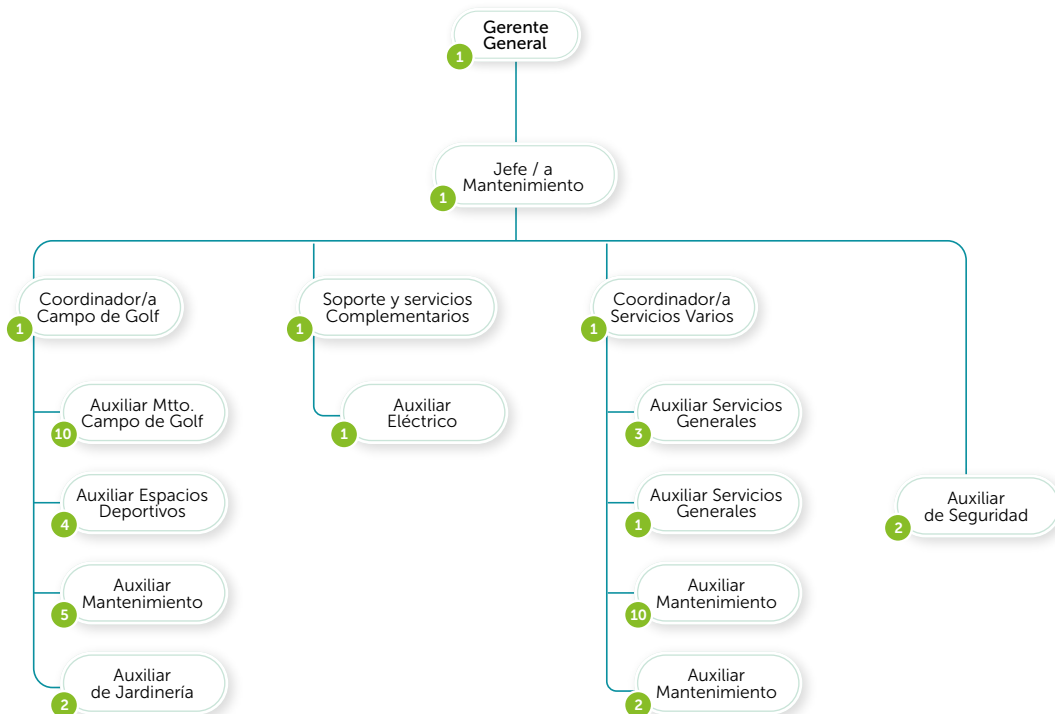 Gerente
General
1
Jefe / a
Mantenimiento
1
Coordinador/a
Campo de Golf
1
Auxiliar Mtto.
Campo de Golf
10
Auxiliar Espacios
Deportivos
4
Auxiliar
Mantenimiento
5
Auxiliar
de Jardinería
2
Soporte y servicios
Complementarios
1
Auxiliar
Eléctrico
1
Coordinador/a
Servicios Varios
1
Auxiliar Servicios
Generales
3
Auxiliar Servicios
Generales
1
Auxiliar
Mantenimiento
10
Auxiliar
Mantenimiento
2
Auxiliar
de Seguridad
2